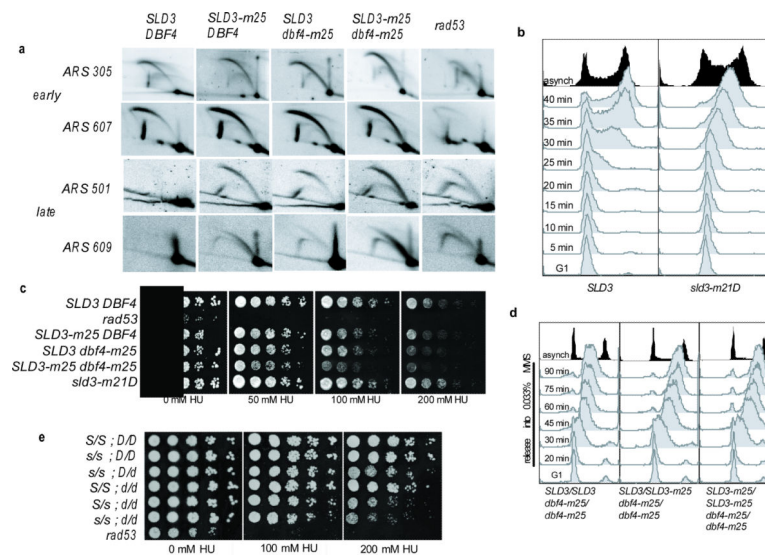 SLD3 DBF4
SLD3-m25 DBF4
SLD3 dbf4-m25
SLD3-m25 dbf4-m25
rad53
a
ARS 305
early
ARS 607
ARS 501
late
ARS 609
b
asynch
40 min
35 min
30 min
25 min
20 min
15 min
10 min
5 min
G1
SLD3
sld3-m21D
c
SLD3 DBF4
rad53
SLD3-m25 DBF4
SLD3 dbf4-m25
SLD3-m25 dbf4-m25
sld3-m21D
0 mM HU
50 mM HU
100 mM HU
200 mM HU
d
asynch
90 min
75 min
60 min
45 min
30 min
20 min
G1
release into 0.033% MMS
SLD3/SLD3 dbf4-m25/ dbf4-m25
SLD3/SLD3-m25 dbf4-m25/ dbf4-m25
SLD3-m25/ SLD3-m25 dbf4-m25/ dbf4-m25
e
S/S ; D/D
s/s ; D/D
s/s ; D/d
S/S ; d/d
S/s ; d/d
s/s ; d/d
rad53
0 mM HU
100 mM HU
200 mM HU